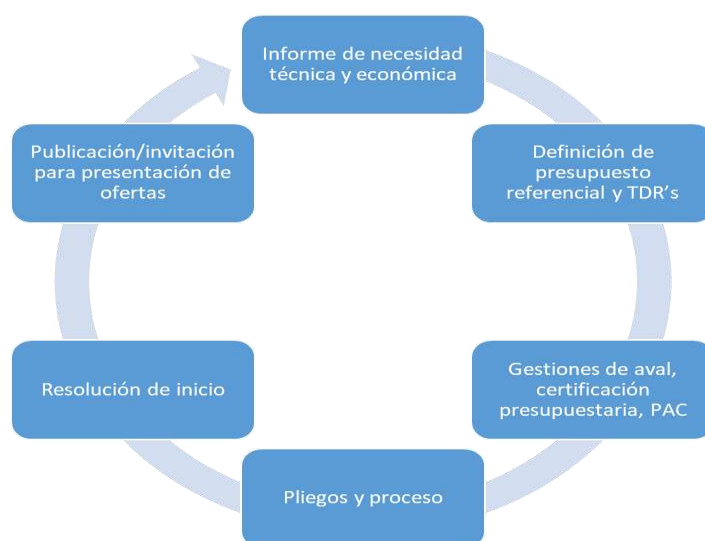 Informe de necesidad
técnica y económica
Definición de
presupuesto
referencial y TDR's
Gestiones de aval,
certificación
presupuestaria, PAC
Pliegos y proceso
Resolución de inicio
Publicación/invitación
para presentación de
ofertas